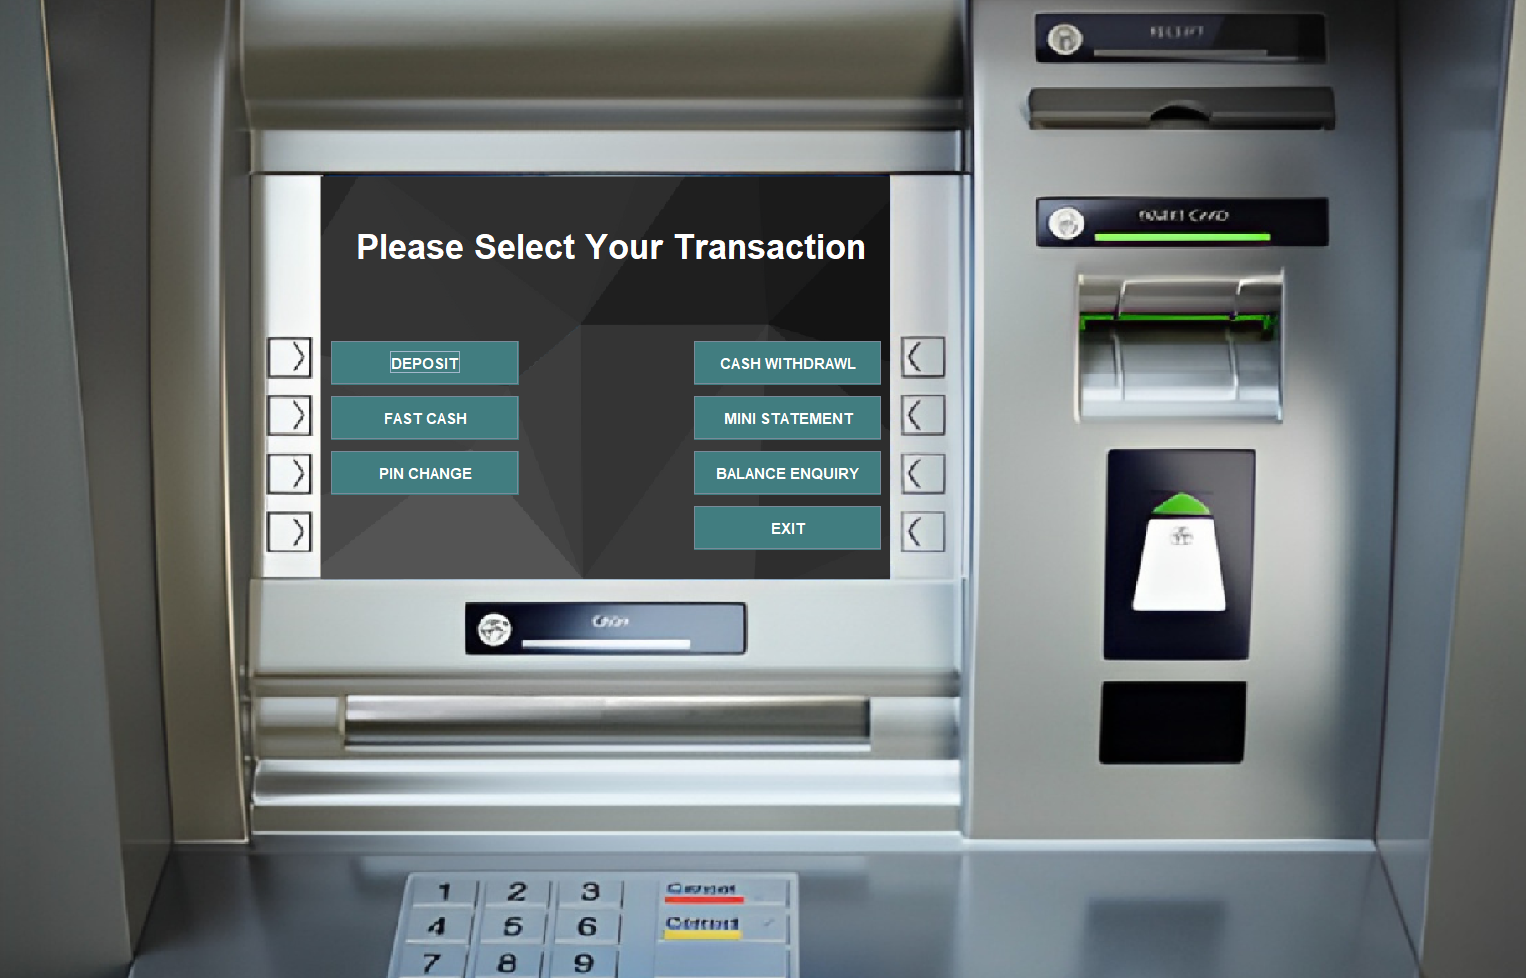 Please Select Your Transaction
DEPOSIT
CASH WITHDRAWL
FAST CASH
MINI STATEMENT
PIN CHANGE
BALANCE ENQUIRY
EXIT
1 2 3
4 5 6
7 8 9